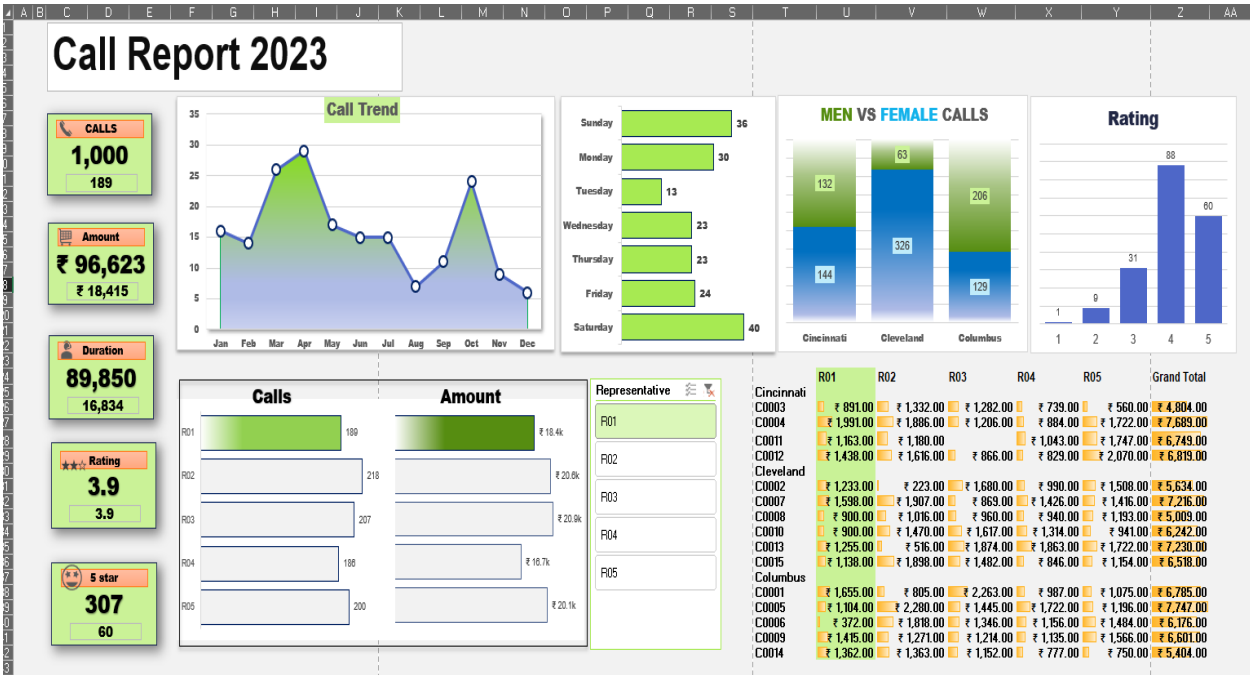 A B C D E F G H I J K L M N O P Q R S T U V W X Y Z AA
Call Report 2023
CALLS
1,000
189
Amount
₹ 96,623
₹ 18,415
Duration
89,850
16,834
Rating
3.9
3.9
5 star
307
60
Call Trend
35
30
25
20
15
10
5
0
Jan Feb Mar Apr May Jun Jul Aug Sep Oct Nov Dec
Sunday 36
Monday 30
Tuesday 13
Wednesday 23
Thursday 23
Friday 24
Saturday 40
MEN VS FEMALE CALLS
132 63 206
144 326 129
Cincinnati Cleveland Columbus
Rating
1 9 31 88 60
1 2 3 4 5
Calls Amount
R01 189 ₹ 18.4k
R02 218 ₹ 20.6k
R03 207 ₹ 20.9k
R04 186 ₹ 16.7k
R05 200 ₹ 20.1k
Representative
R01
R02
R03
R04
R05
R01 R02 R03 R04 R05 Grand Total
Cincinnati
C0003 ₹ 891.00 ₹ 1,332.00 ₹ 1,282.00 ₹ 739.00 ₹ 560.00 ₹ 4,804.00
C0004 ₹ 1,991.00 ₹ 1,886.00 ₹ 1,206.00 ₹ 884.00 ₹ 1,722.00 ₹ 7,689.00
C0011 ₹ 1,163.00 ₹ 1,180.00 ₹ 1,043.00 ₹ 1,747.00 ₹ 6,749.00
C0012 ₹ 1,438.00 ₹ 1,616.00 ₹ 866.00 ₹ 829.00 ₹ 2,070.00 ₹ 6,819.00
Cleveland
C0002 ₹ 1,233.00 ₹ 223.00 ₹ 1,680.00 ₹ 990.00 ₹ 1,508.00 ₹ 5,634.00
C0007 ₹ 1,598.00 ₹ 1,907.00 ₹ 869.00 ₹ 1,426.00 ₹ 1,416.00 ₹ 7,216.00
C0008 ₹ 900.00 ₹ 1,016.00 ₹ 960.00 ₹ 940.00 ₹ 1,193.00 ₹ 5,009.00
C0010 ₹ 900.00 ₹ 1,470.00 ₹ 1,617.00 ₹ 1,314.00 ₹ 941.00 ₹ 6,242.00
C0013 ₹ 1,255.00 ₹ 516.00 ₹ 1,874.00 ₹ 1,863.00 ₹ 1,722.00 ₹ 7,230.00
C0015 ₹ 1,138.00 ₹ 1,898.00 ₹ 1,482.00 ₹ 846.00 ₹ 1,154.00 ₹ 6,518.00
Columbus
C0001 ₹ 1,655.00 ₹ 805.00 ₹ 2,263.00 ₹ 987.00 ₹ 1,075.00 ₹ 6,785.00
C0005 ₹ 1,104.00 ₹ 2,280.00 ₹ 1,445.00 ₹ 1,722.00 ₹ 1,196.00 ₹ 7,747.00
C0006 ₹ 372.00 ₹ 1,818.00 ₹ 1,346.00 ₹ 1,156.00 ₹ 1,484.00 ₹ 6,176.00
C0009 ₹ 1,415.00 ₹ 1,271.00 ₹ 1,214.00 ₹ 1,135.00 ₹ 1,566.00 ₹ 6,601.00
C0014 ₹ 1,362.00 ₹ 1,363.00 ₹ 1,152.00 ₹ 777.00 ₹ 750.00 ₹ 5,404.00